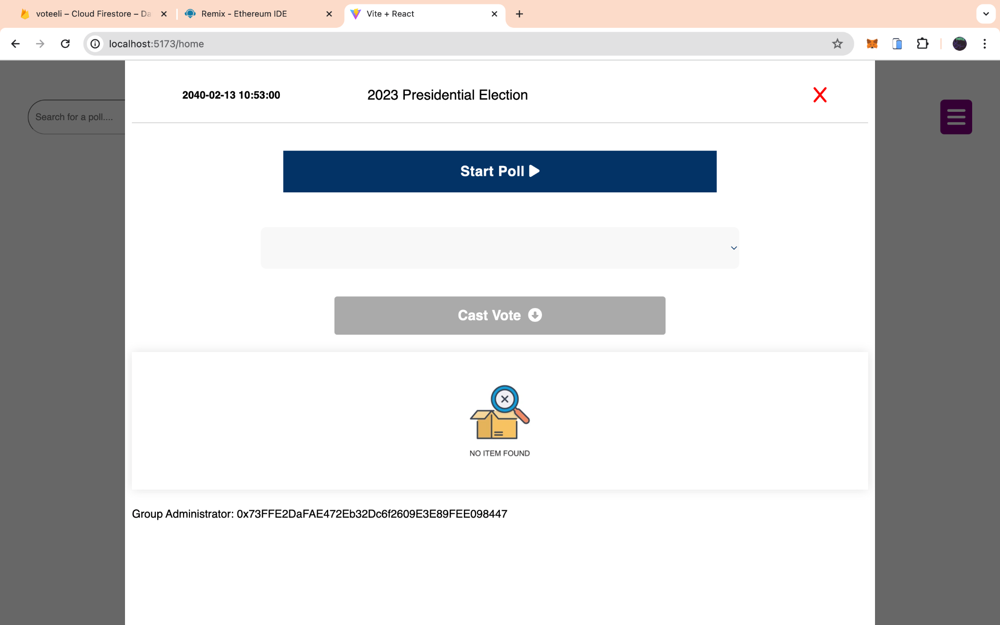 voteeli – Cloud Firestore – Da
Remix - Ethereum IDE
Vite + React
localhost:5173/home
2040-02-13 10:53:00
2023 Presidential Election
Search for a poll....
Start Poll
Cast Vote
NO ITEM FOUND
Group Administrator: 0x73FFE2DaFAE472Eb32Dc6f2609E3E89FEE098447